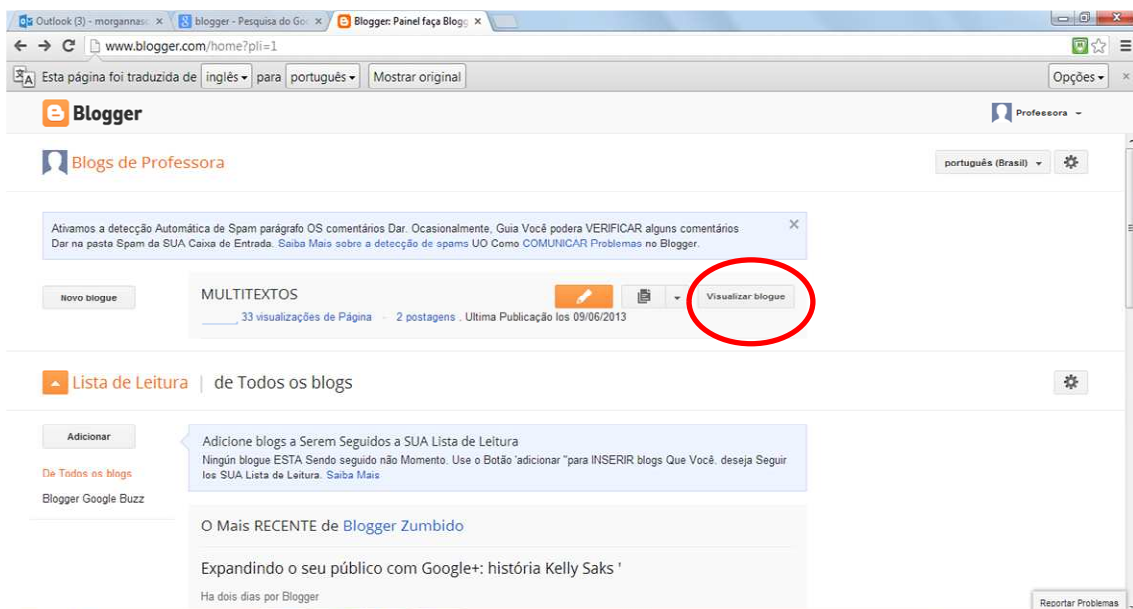 Outlook (3) - morgannasc
blogger - Pesquisa do Goo
Blogger: Painel faça Blogg
www.blogger.com/home?pli=1
Esta página foi traduzida de inglês para português Mostrar original Opções
Blogger
Professora
Blogs de Professora
português (Brasil)
Ativamos a detecção Automática de Spam parágrafo OS comentários Dar. Ocasionalmente, Guia Você podera VERIFICAR alguns comentários
Dar na pasta Spam da SUA Caixa de Entrada. Saiba Mais sobre a detecção de spams UO Como COMUNICAR Problemas no Blogger.
Novo blogue
MULTITEXTOS
Visualizar blogue
33 visualizações de Página - 2 postagens . Ultima Publicação los 09/06/2013
Lista de Leitura | de Todos os blogs
Adicionar
Adicione blogs a Serem Seguídos a SUA Lista de Leitura
De Todos os blogs
Ningún blogue ESTA Sendo seguido não Momento. Use o Botão 'adicionar "para INSERIR blogs Que Você. deseja Seguir
los SUA Lista de Leitura. Saiba Mais
Blogger Google Buzz
O Mais RECENTE de Blogger Zumbido
Expandindo o seu público com Google+: história Kelly Saks '
Ha dois dias por Blogger
Reportar Problemas